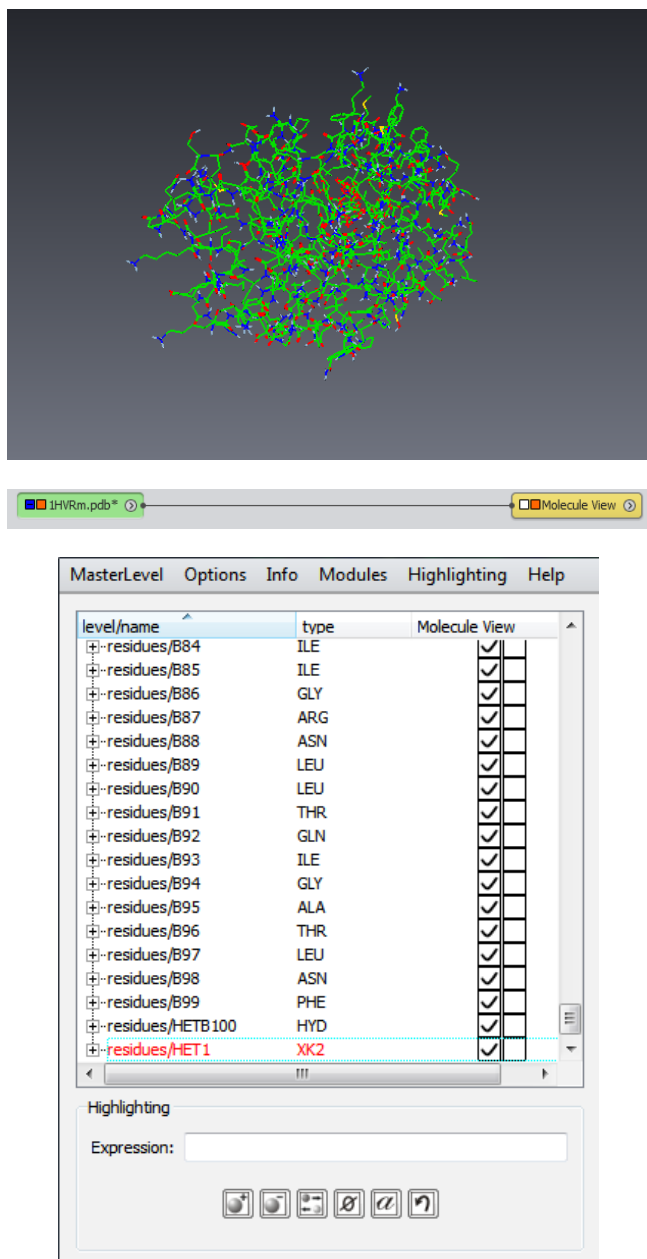 1HVRm.pdb* Molecule View
MasterLevel Options Info Modules Highlighting Help
level/name type Molecule View
residues/B84 ILE
residues/B85 ILE
residues/B86 GLY
residues/B87 ARG
residues/B88 ASN
residues/B89 LEU
residues/B90 LEU
residues/B91 THR
residues/B92 GLN
residues/B93 ILE
residues/B94 GLY
residues/B95 ALA
residues/B96 THR
residues/B97 LEU
residues/B98 ASN
residues/B99 PHE
residues/HETB100 HYD
residues/HET1 XK2
Highlighting
Expression: